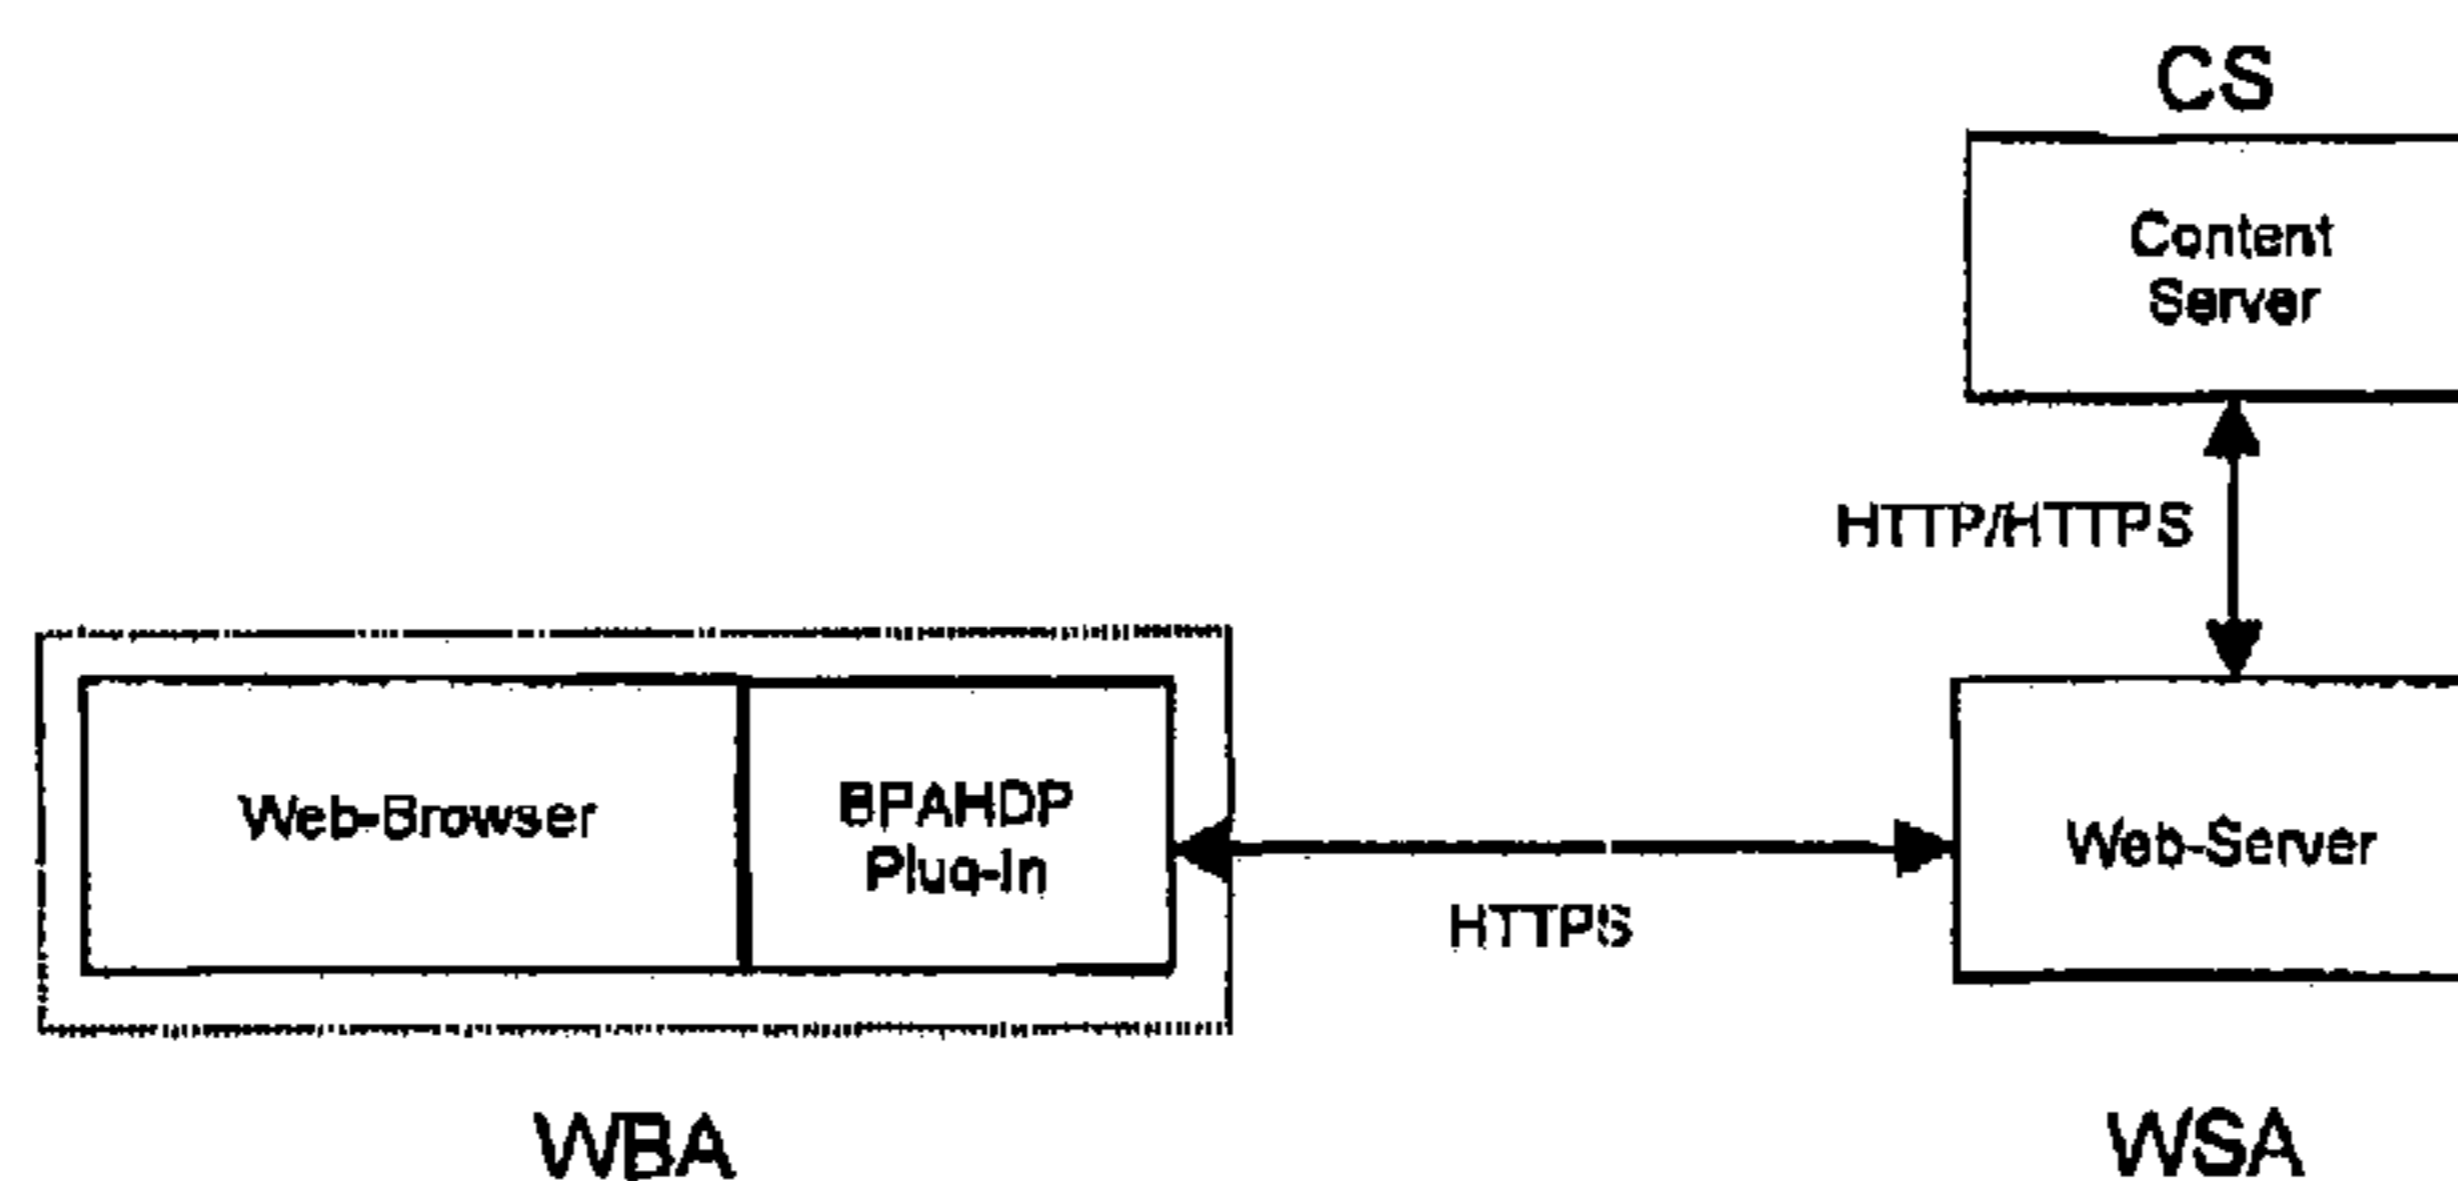 CS
Content
Server
HTTP/HTTPS
Web-Browser
BPAHDP
Plug-In
Web-Server
HTTPS
WBA
WSA